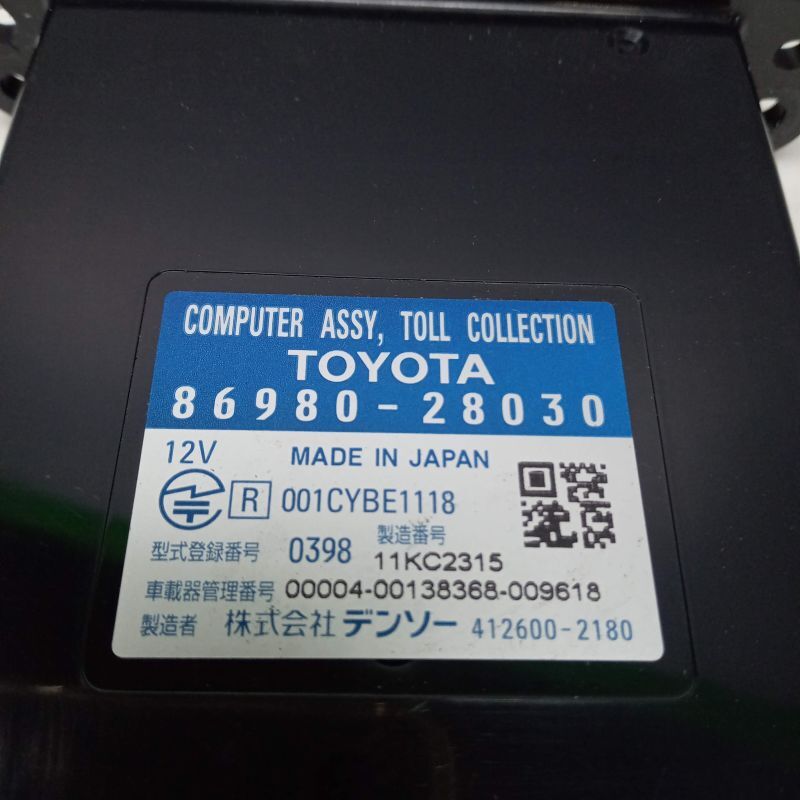 COMPUTER ASSY, TOLL COLLECTION
TOYOTA
86980-28030
12V MADE IN JAPAN
R 001CYBE1118
型式登録番号 0398 製造番号 11KC2315
車載器管理番号 00004-00138368-009618
製造者 株式会社 デンソー 412600-2180